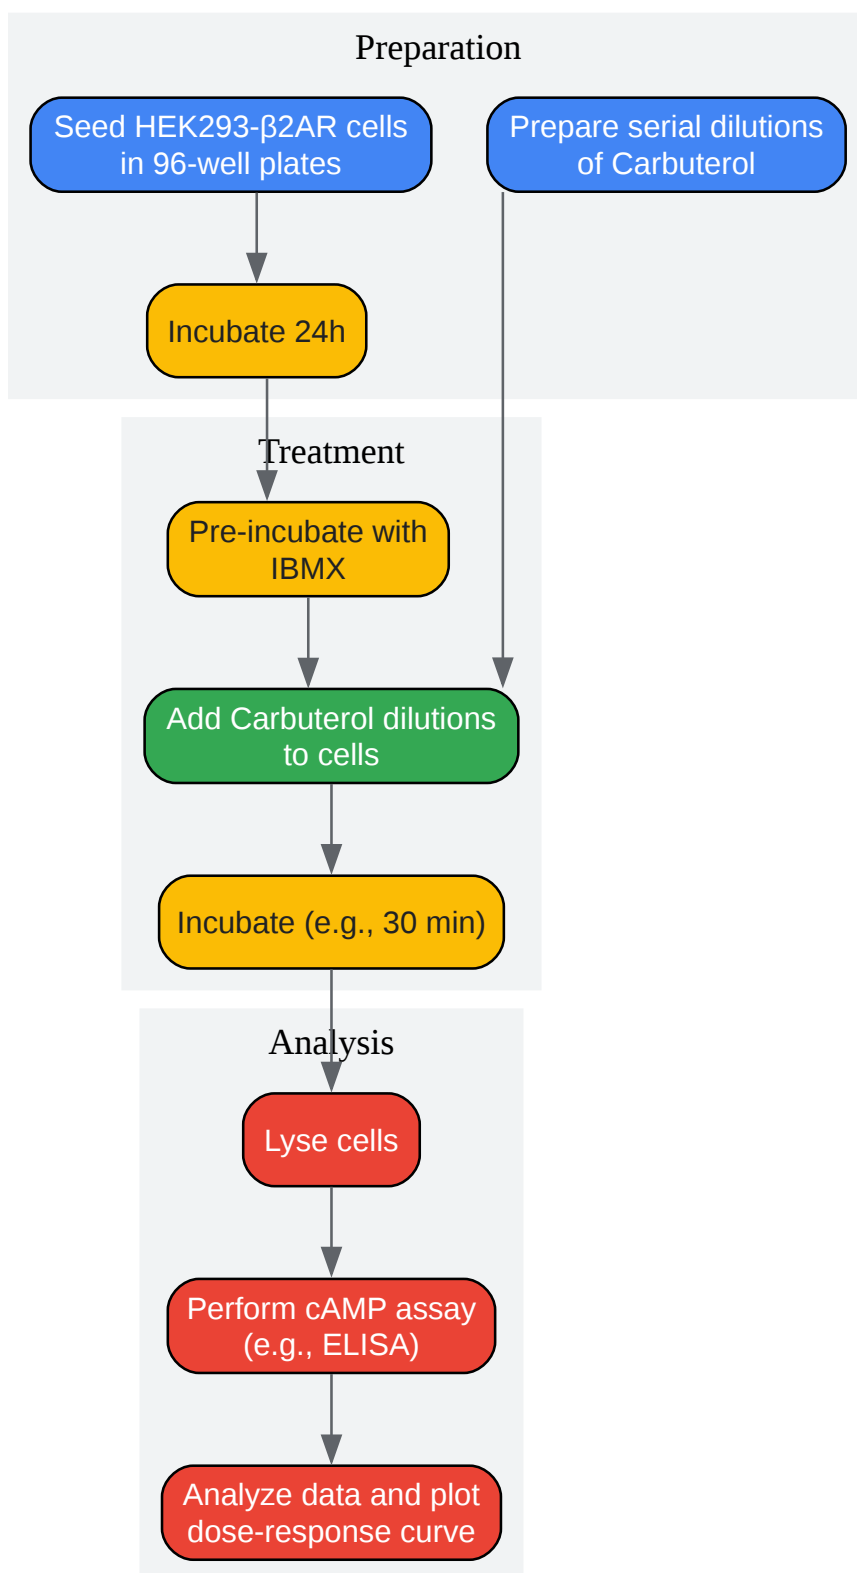 Preparation
Seed HEK293-β2AR cells
in 96-well plates
Prepare serial dilutions
of Carbuterol
Incubate 24h
Treatment
Pre-incubate with
IBMX
Add Carbuterol dilutions
to cells
Incubate (e.g., 30 min)
Analysis
Lyse cells
Perform cAMP assay
(e.g., ELISA)
Analyze data and plot
dose-response curve